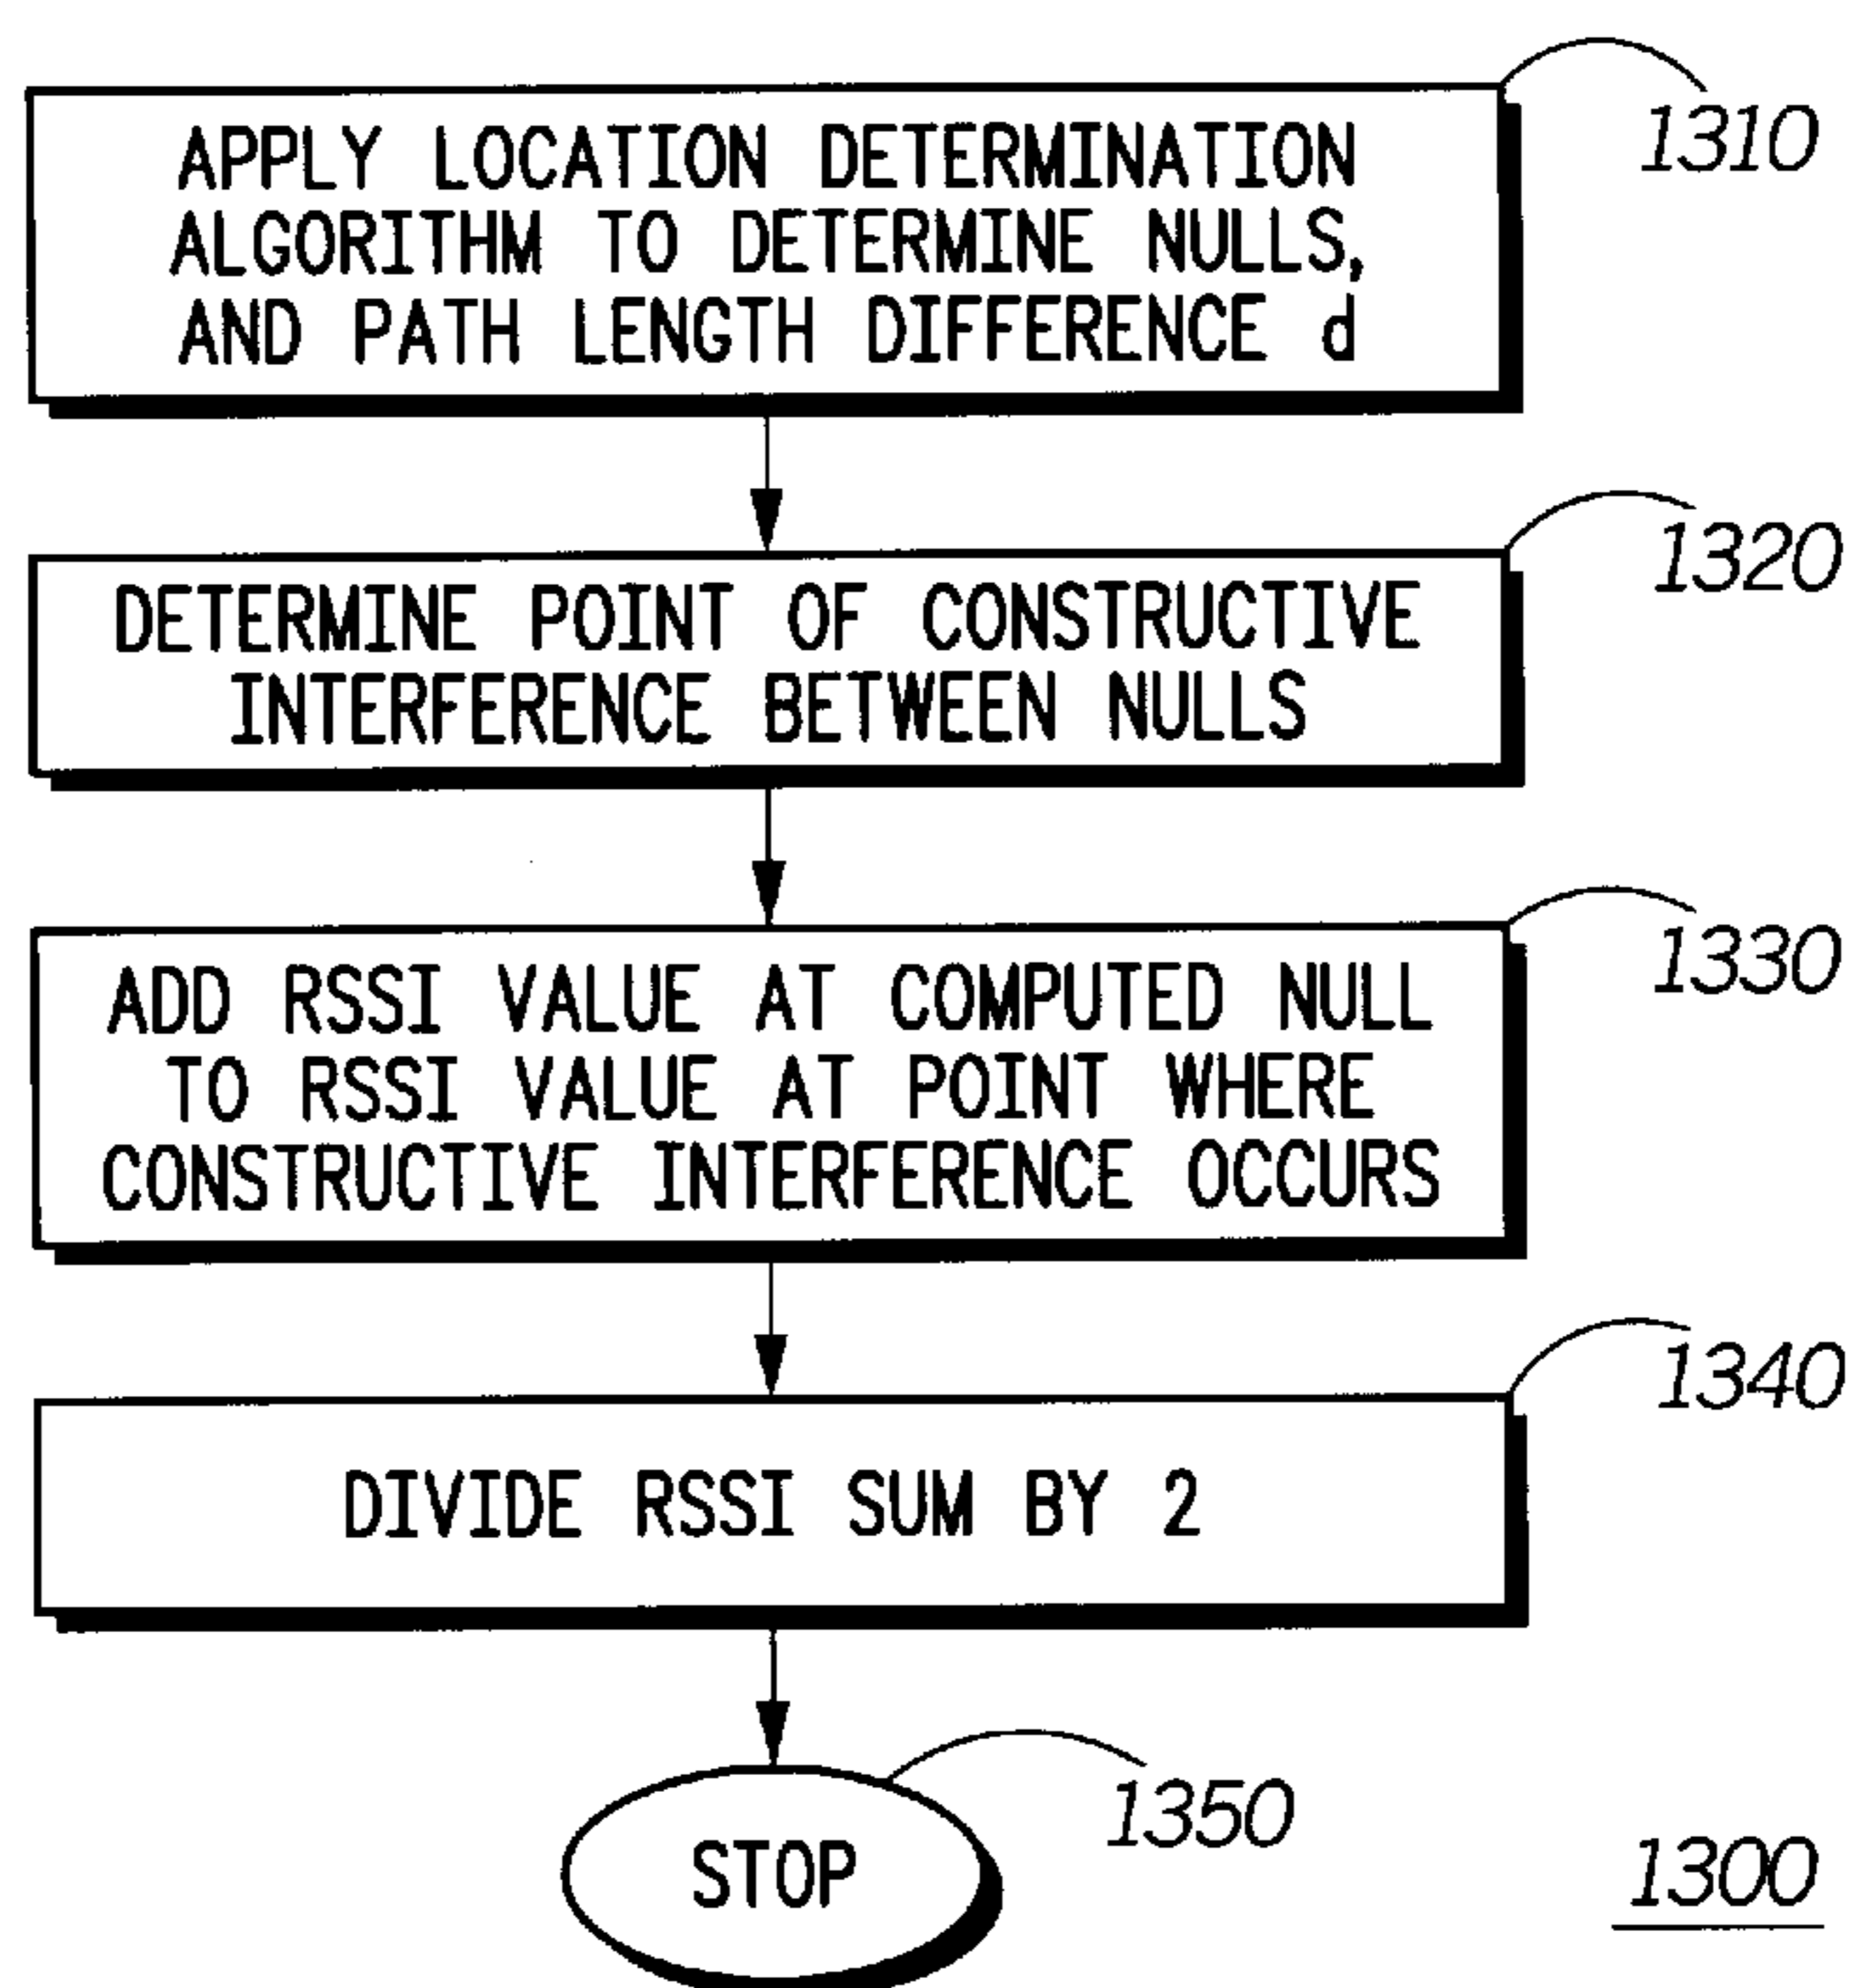 1310
APPLY LOCATION DETERMINATION
ALGORITHM TO DETERMINE NULLS,
AND PATH LENGTH DIFFERENCE d
1320
DETERMINE POINT OF CONSTRUCTIVE
INTERFERENCE BETWEEN NULLS
1330
ADD RSSI VALUE AT COMPUTED NULL
TO RSSI VALUE AT POINT WHERE
CONSTRUCTIVE INTERFERENCE OCCURS
1340
DIVIDE RSSI SUM BY 2
1350
STOP
1300